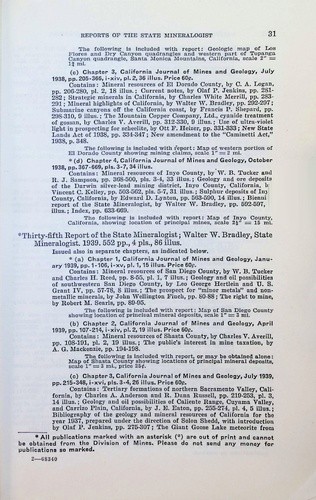 REPORTS OF THE STATE MINERALOGIST 31
The following is included with report: Geologic map of Las
Flores and Dry Canyon quadrangles and western part of Topanga
Canyon quadrangle, Santa Monica Mountains, California, scale 2" =
(c) Chapter 3, California Journal of Mines and Geology, July
1938, pp. 205-366, i-xiv, pl. 2, 36 illus. Price 60¢.
Contains: Mineral resources of El Dorado County, by C. A. Logan,
pp. 206-280, pl. 2, 18 illus.; Current notes, by Olaf P. Jenkins, pp. 281-
282; Strategic minerals in California, by Charles White Merrill, pp. 283-
291; Mineral highlights of California, by Walter W. Bradley, pp. 292-297;
Submarine canyons off the California coast, by Francis P. Shepard, pp.
298-310, 9 illus.; The Mountain Copper Company, Ltd., cyanide treatment
of gossan, by Charles V. Averill, pp. 312-330, 9 illus.; Use of ultra-violet
light in prospecting for scheelite, by Ott F. Heizer, pp. 331-333; New State
Lands Act of 1938, pp. 334-347; New amendment to the "Caminetti Act,"
1938, p. 348.
The following is included with report: Map of western portion of
El Dorado County showing mining claims, scale 1" = 2 mi.
*(d) Chapter 4, California Journal of Mines and Geology, October
1938, pp. 367-669, pls. 3-7, 34 illus.
Contains: Mineral resources of Inyo County, by W. B. Tucker and
R. J. Sampson, pp. 368-500, pls. 3-4, 33 illus.; Geology and ore deposits
of the Darwin silver-lead mining district, Inyo County, California, by
Vincent C. Kelley, pp. 503-562, pls. 5-7, 31 illus.; Sulphur deposits of Inyo
County, California, by Edward D. Lynton, pp. 563-590, 14 illus.; Biennial
report of the State Mineralogist, by Walter W. Bradley, pp. 602-607,
illus.; Index, pp. 633-669.
The following is included with report: Map of Inyo County,
California, showing location of principal mines, scale = 15 mi.
*Thirty-fifth Report of the State Mineralogist; Walter W. Bradley, State
Mineralogist. 1939. 552 pp., 4 pls., 86 illus.
Issued also in separate chapters, as indicated below.
* (a) Chapter 1, California Journal of Mines and Geology, Janu-
ary 1939, pp. 1-106, i-xv, pl. 1, 15 illus. Price 60¢.
Contains: Mineral resources of San Diego County, by W. B. Tucker
and Charles H. Reed, pp. 8-55, pl. 1, 7 illus.; Geology and oil possibilities
of southwestern San Diego County, by Leo George Hertlein and U. S.
Grant IV, pp. 57-78, 8 illus.; The prospect for "minor metals" and non-
metallic minerals, by John Wellington Finch, pp. 80-88; The right to mine,
by Robert M. Searls, pp. 89-95.
The following is included with report: Map of San Diego County
showing location of principal mineral deposits, scale 1" = 3 mi.
(b) Chapter 2, California Journal of Mines and Geology, April
1939, pp. 107-214, i-xiv, pl. 2, 19 illus. Price 60¢.
Contains: Mineral resources of Shasta County, by Charles V. Averill,
pp. 108-191, pl. 2, 19 illus.; The public's interest in mine taxation, by
A. G. Mackenzie, pp. 194-198.
The following is included with report, or may be obtained alone:
Map of Shasta County showing locations of principal mineral deposits,
scale 1" = mi., price 35¢.
(c) Chapter 3, California Journal of Mines and Geology, July 1939,
pp. 215-348, i-xvi, pls. 3-4, 26 illus. Price 60¢.
Contains: Tertiary formations of northern Sacramento Valley, Cali-
fornia, by Charles A. Anderson and R. Dana Russell, pp. 219-253, pl. 3,
14 illus.; Geology and oil possibilities of Caliente Range, Cuyama Valley,
and Carrizo Plain, California, by J. E. Eaton, pp. 255-274, pl. 4, 5 illus.;
Bibliography of the geology and mineral resources of California for the
year 1937, prepared under the direction of Solon Shedd, with introduction
by Olaf P. Jenkins, pp. 275-307; The Giant Goose Lake meteorite from
* All publications marked with an asterisk (*) are out of print and cannot
be obtained from the Division of Mines. Please do not send any money for
publications so marked.
3—68240